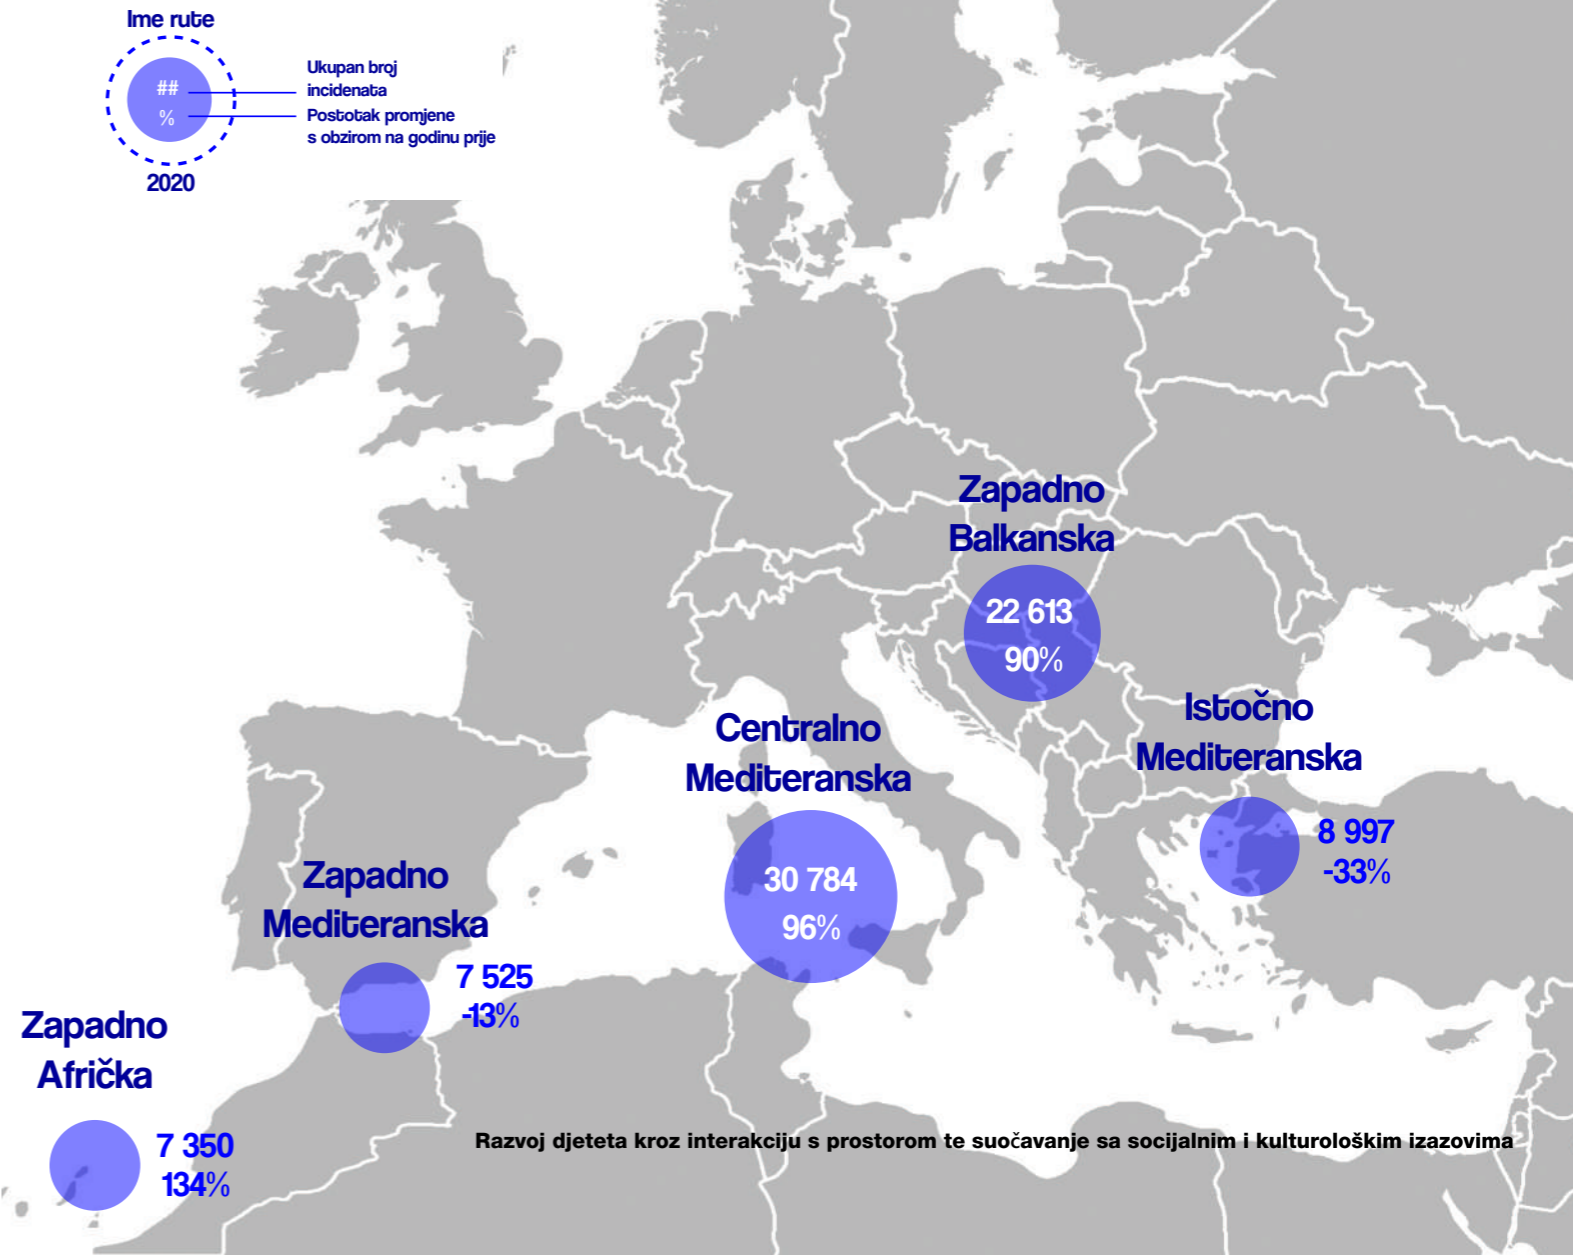 Ime rute
##
%
Ukupan broj
incidenata
Postotak promjene
s obzirom na godinu prije
2020
Zapadno
Balkanska
22 613
90%
Istočno
Mediteranska
8 997
-33%
Centralno
Mediteranska
30 784
96%
Zapadno
Mediteranska
7 525
-13%
Zapadno
Afrička
7 350
134%
Razvoj djeteta kroz interakciju s prostorom te suočavanje sa socijalnim i kulturološkim izazovima